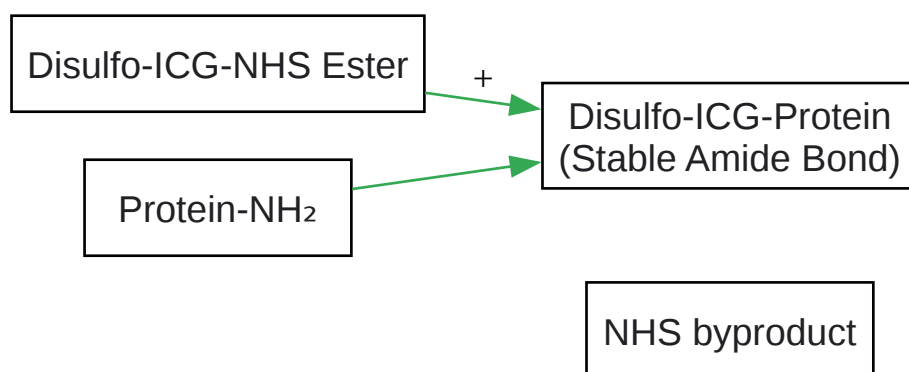 Disulfo-ICG-NHS Ester
+
Disulfo-ICG-Protein
(Stable Amide Bond)
Protein-NH₂
NHS byproduct